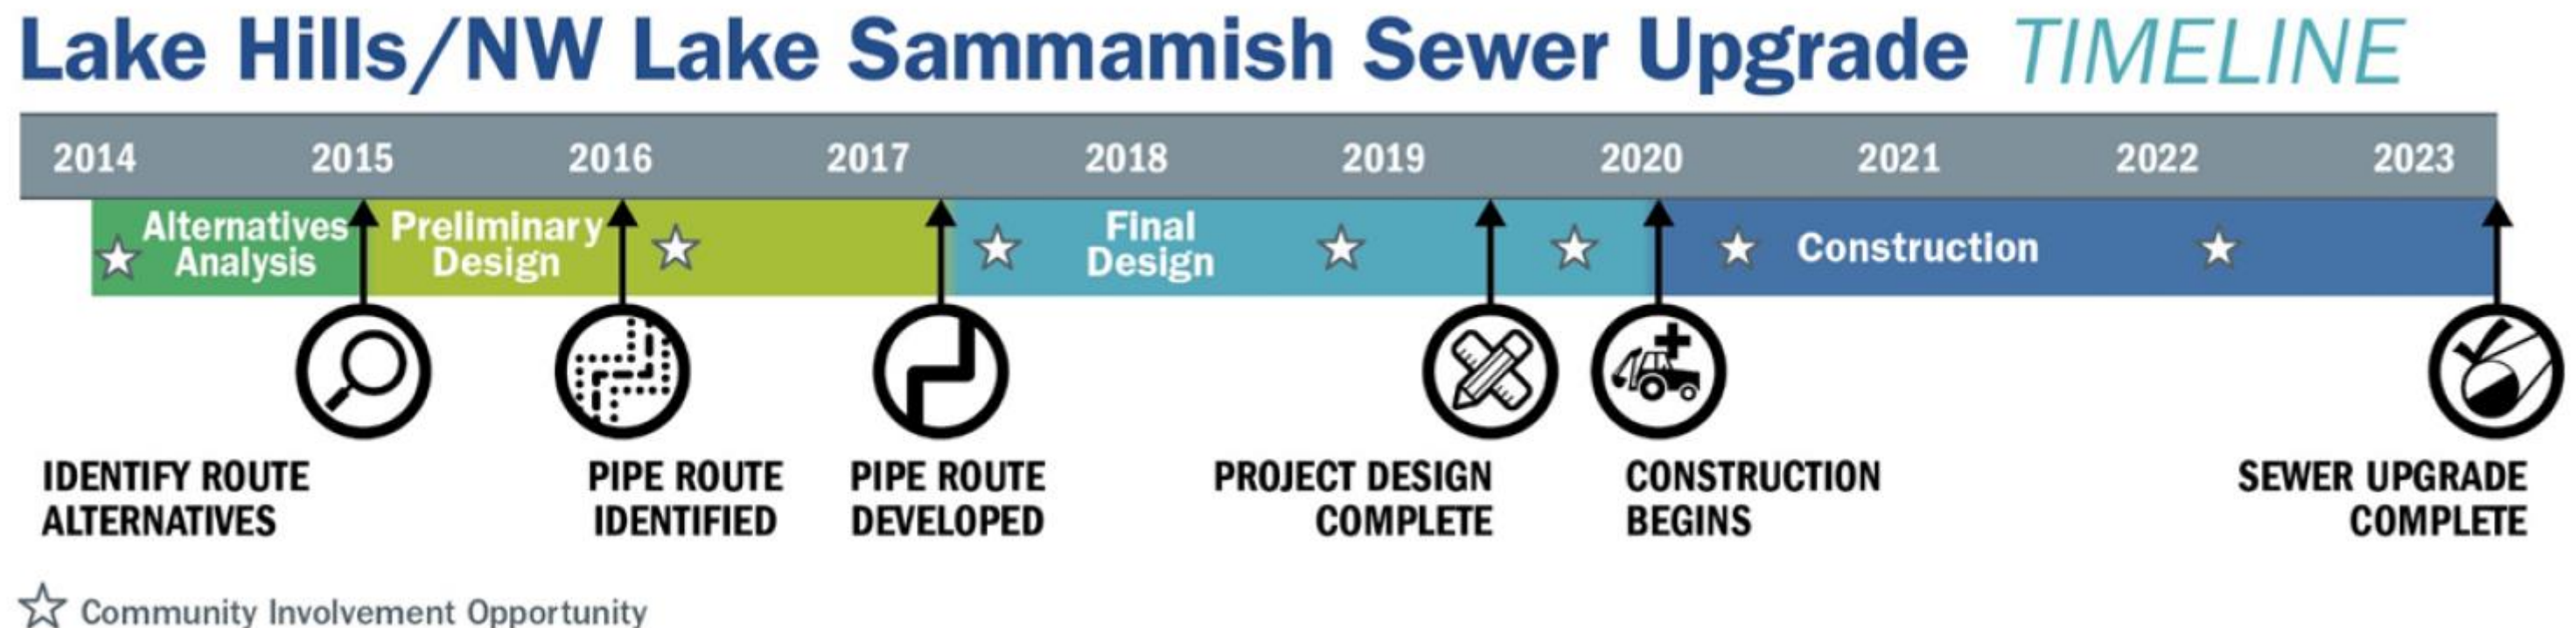 Lake Hills/NW Lake Sammamish Sewer Upgrade TIMELINE
2014 2015 2016 2017 2018 2019 2020 2021 2022 2023
Alternatives
Analysis
Preliminary
Design
Final
Design
Construction
IDENTIFY ROUTE
ALTERNATIVES
PIPE ROUTE
IDENTIFIED
PIPE ROUTE
DEVELOPED
PROJECT DESIGN
COMPLETE
CONSTRUCTION
BEGINS
SEWER UPGRADE
COMPLETE
Community Involvement Opportunity